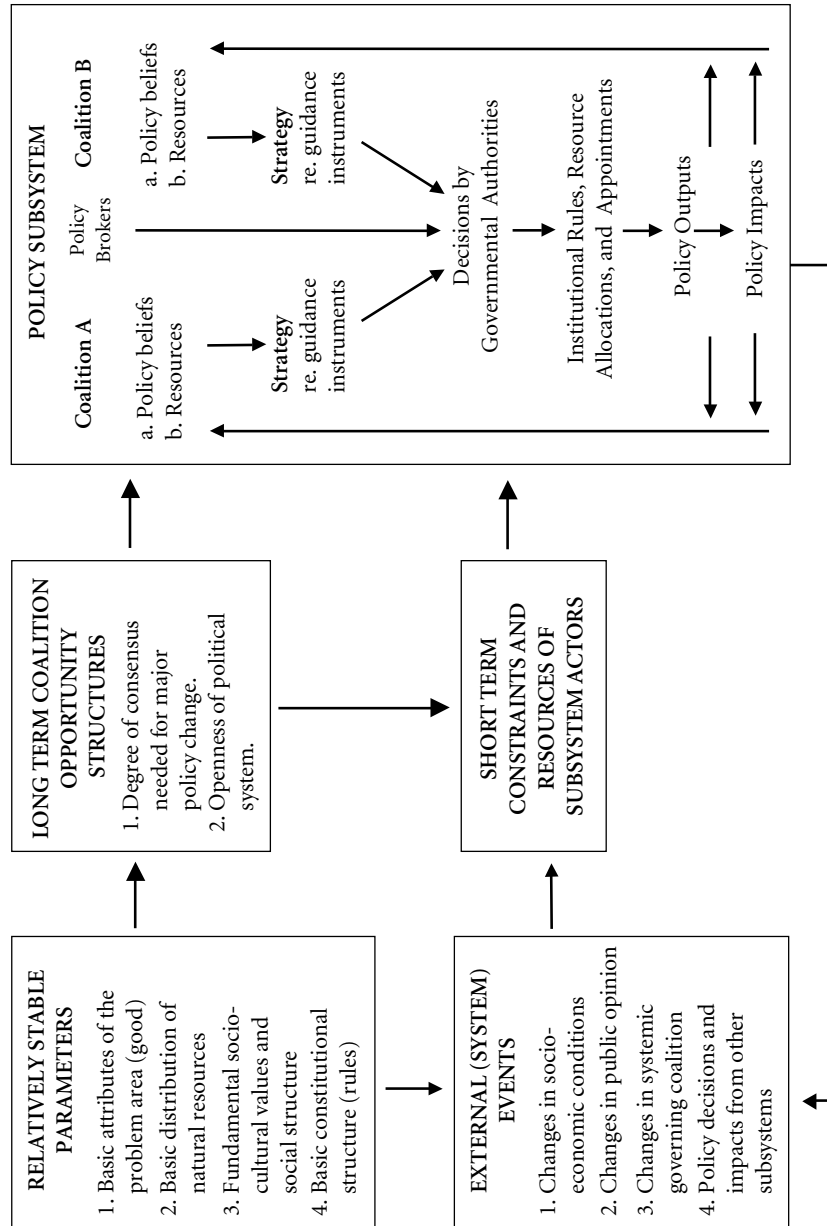 RELATIVELY STABLE
PARAMETERS
1. Basic attributes of the
problem area (good)
2. Basic distribution of
natural resources
3. Fundamental socio-
cultural values and
social structure
4. Basic constitutional
structure (rules)
EXTERNAL (SYSTEM)
EVENTS
1. Changes in socio-
economic conditions
2. Changes in public opinion
3. Changes in systemic
governing coalition
4. Policy decisions and
impacts from other
subsystems
LONG TERM COALITION
OPPORTUNITY
STRUCTURES
1. Degree of consensus
needed for major
policy change.
2. Openness of political
system.
SHORT TERM
CONSTRAINTS AND
RESOURCES OF
SUBSYSTEM ACTORS
POLICY SUBSYSTEM
Coalition A
a. Policy beliefs
b. Resources
Strategy
re. guidance
instruments
Policy
Brokers
Coalition B
a. Policy beliefs
b. Resources
Strategy
re. guidance
instruments
Decisions by
Governmental Authorities
Institutional Rules, Resource
Allocations, and Appointments
Policy Outputs
Policy Impacts